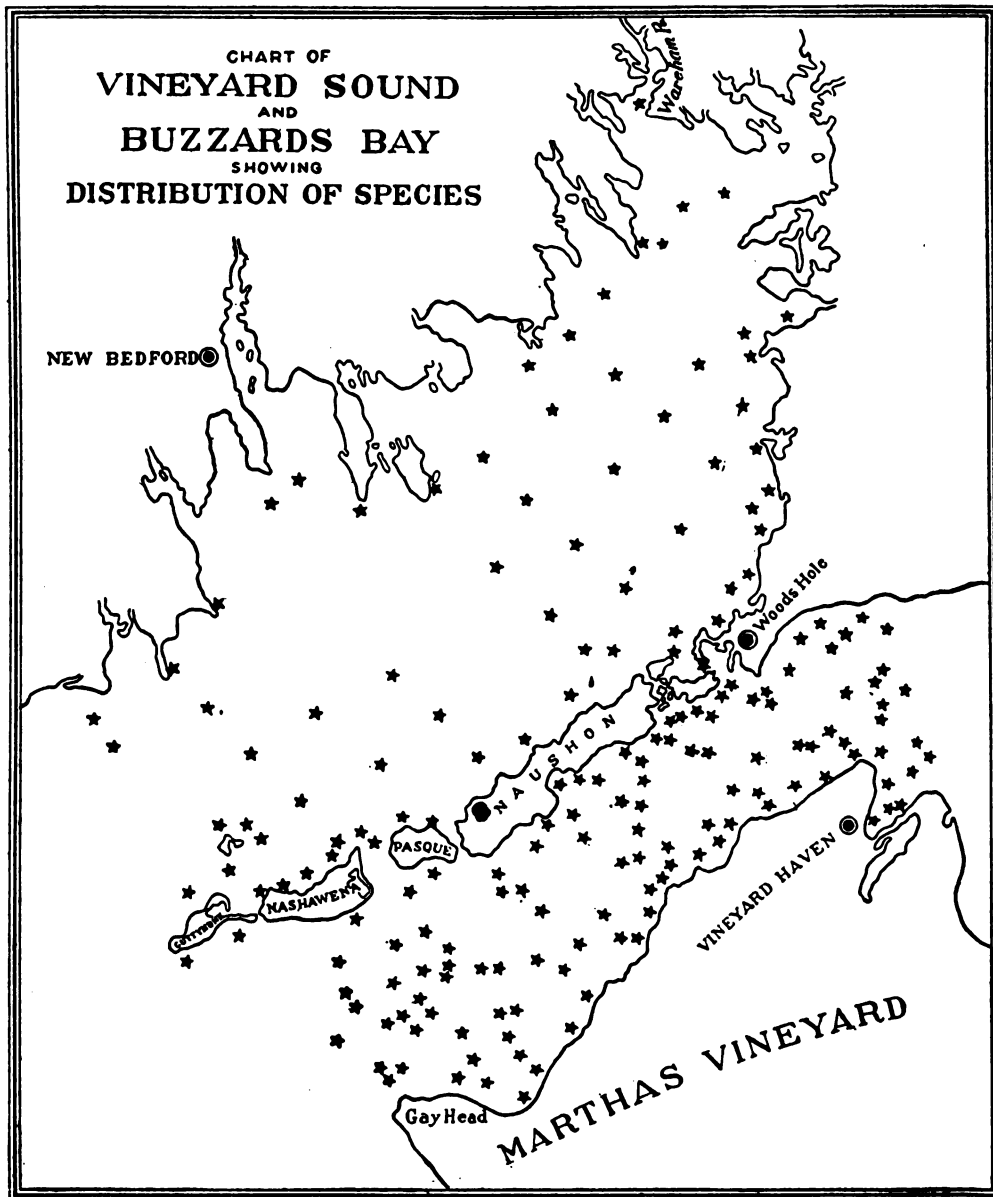 CHART OF
VINEYARD SOUND
AND
BUZZARDS BAY
SHOWING
DISTRIBUTION OF SPECIES
Wareham R.
NEW BEDFORD
Woods Hole
NAUSHON
PASQUE
NASHAWENA
CUTTYHUNK
VINEYARD HAVEN
MARTHAS VINEYARD
Gay Head